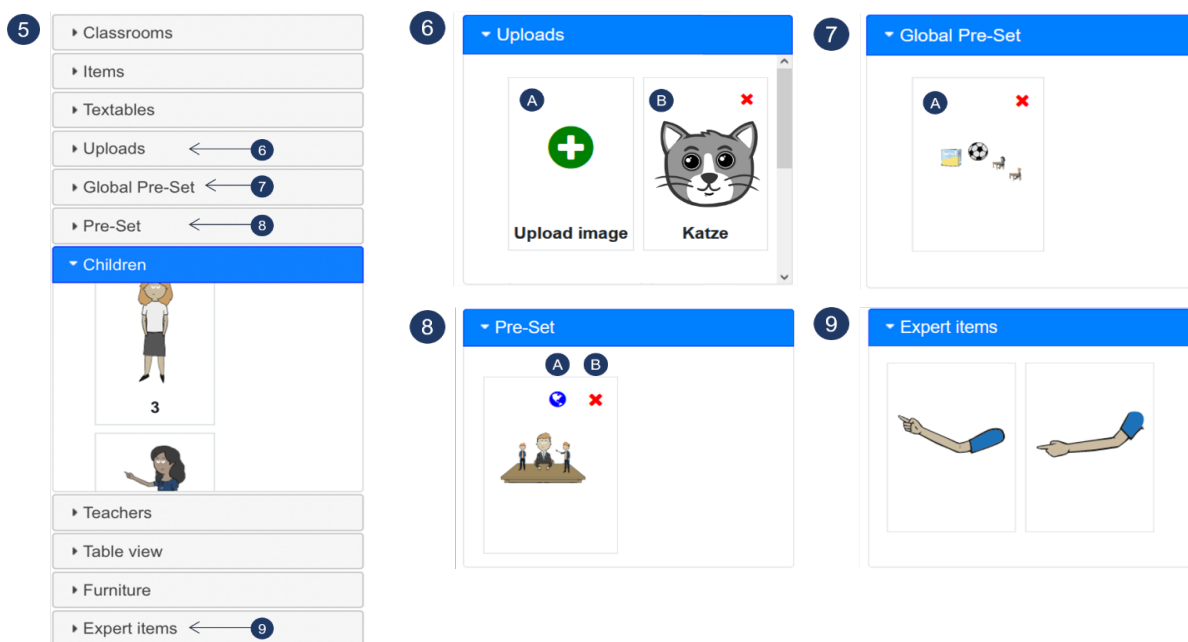 5
Classrooms
Items
Textables
Uploads 6
Global Pre-Set 7
Pre-Set 8
Children
3
Teachers
Table view
Furniture
Expert items 9
6
Uploads
A
B
Upload image
Katze
7
Global Pre-Set
A
8
Pre-Set
A B
9
Expert items